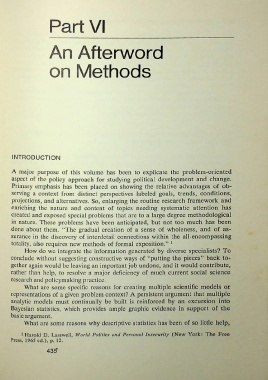 Part VI
An Afterword
on Methods
INTRODUCTION
A major purpose of this volume has been to explicate the problem-oriented
aspect of the policy approach for studying political development and change.
Primary emphasis has been placed on showing the relative advantages of ob-
serving a context from distinct perspectives labeled goals, trends, conditions,
projections, and alternatives. So, enlarging the routine research framework and
enriching the nature and content of topics needing systematic attention has
created and exposed special problems that are to a large degree methodological
in nature. These problems have been anticipated, but not too much has been
done about them. "The gradual creation of a sense of wholeness, and of as-
surance in the discovery of interdetail connections within the all-encompassing
totality, also requires new methods of formal exposition." 1
How do we integrate the information generated by diverse specialists? To
conclude without suggesting constructive ways of "putting the pieces" back to-
gether again would be leaving an important job undone, and it would contribute,
rather than help, to resolve a major deficiency of much current social science
research and policymaking practice.
What are some specific reasons for creating multiple scientific models or
representations of a given problem context? A persistent argument that multiple
analytic models must continually be built is reinforced by an excursion into
Bayesian statistics, which provides ample graphic evidence in support of the
basic argument.
What are some reasons why descriptive statistics has been of so little help,
1 Harold D. Lasswell, World Politics and Personal Insecurity (New York: The Free
Press, 1965 ed.), p. 12.
435